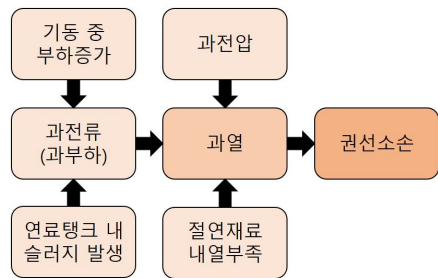 기동 중
부하증가
과전압
과전류
(과부하)
과열
권선소손
연료탱크 내
슬러지 발생
절연재료
내열부족